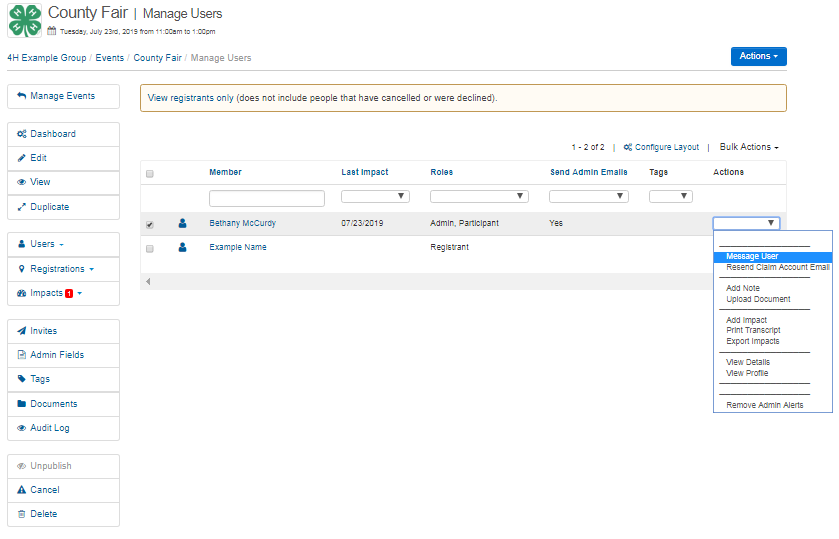 County Fair | Manage Users
Tuesday, July 23rd, 2019 from 11:00am to 1:00pm
4H Example Group / Events / County Fair / Manage Users
Actions
Manage Events
View registrants only (does not include people that have cancelled or were declined).
Dashboard
Edit
View
Duplicate
Users
Registrations
Impacts 1
Invites
Admin Fields
Tags
Documents
Audit Log
Unpublish
Cancel
Delete
1 - 2 of 2 | Configure Layout | Bulk Actions
Member Last Impact Roles Send Admin Emails Tags Actions
Bethany McCurdy 07/23/2019 Admin, Participant Yes
Example Name Registrant
Message User
Resend Claim Account Email
Add Note
Upload Document
Add Impact
Print Transcript
Export Impacts
View Details
View Profile
Remove Admin Alerts